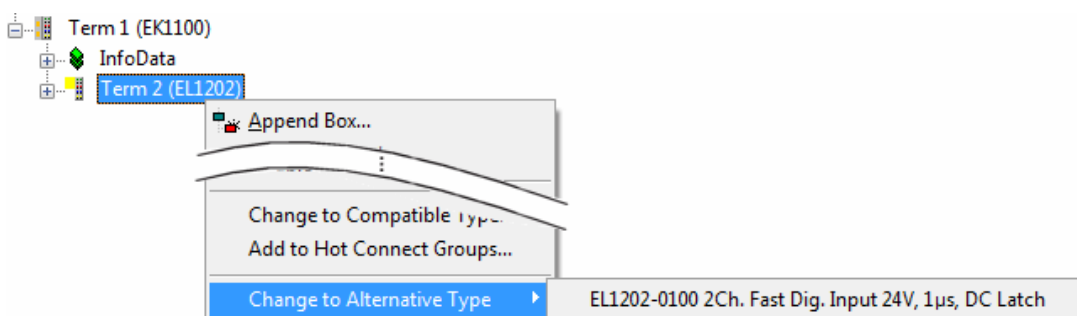 Term 1 (EK1100)
InfoData
Term 2 (EL1202)
Append Box...
Change to Compatible Type.
Add to Hot Connect Groups...
Change to Alternative Type
EL1202-0100 2Ch. Fast Dig. Input 24V, 1µs, DC Latch